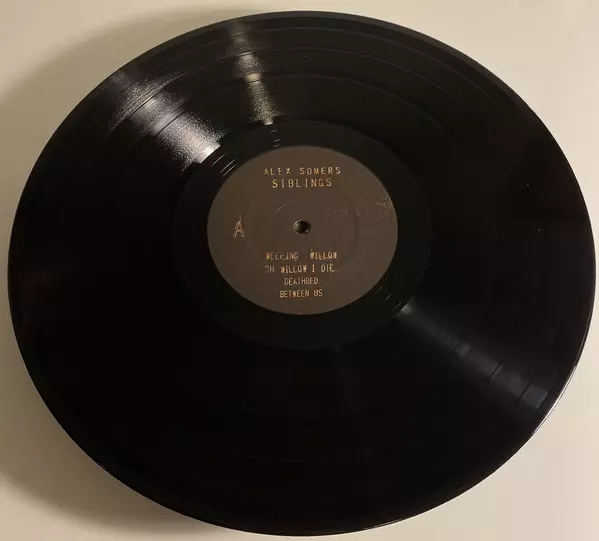 ALEX SOMERS
SIBLINGS
A
WEEPING WILLOW
OH WILLOW I DIE...
DEATHBED
BETWEEN US